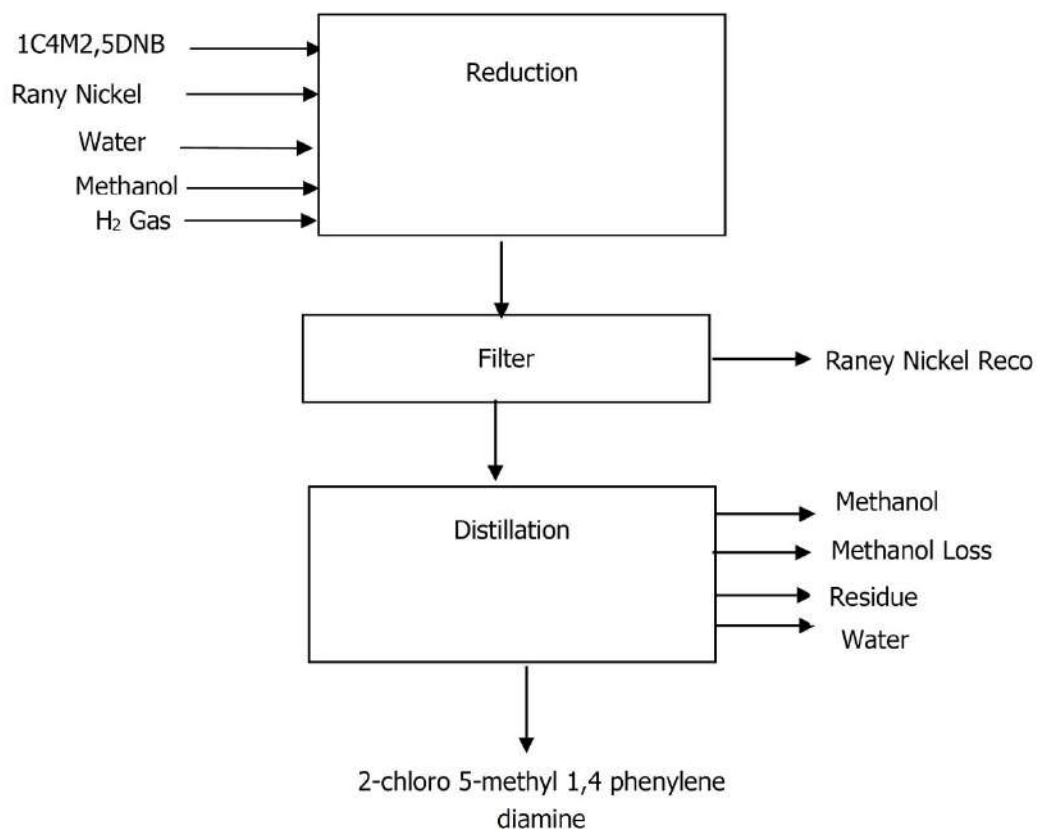 1C4M2,5DNB
Rany Nickel
Water
Methanol
H₂ Gas
Reduction
Filter
Raney Nickel Reco
Distillation
Methanol
Methanol Loss
Residue
Water
2-chloro 5-methyl 1,4 phenylene
diamine